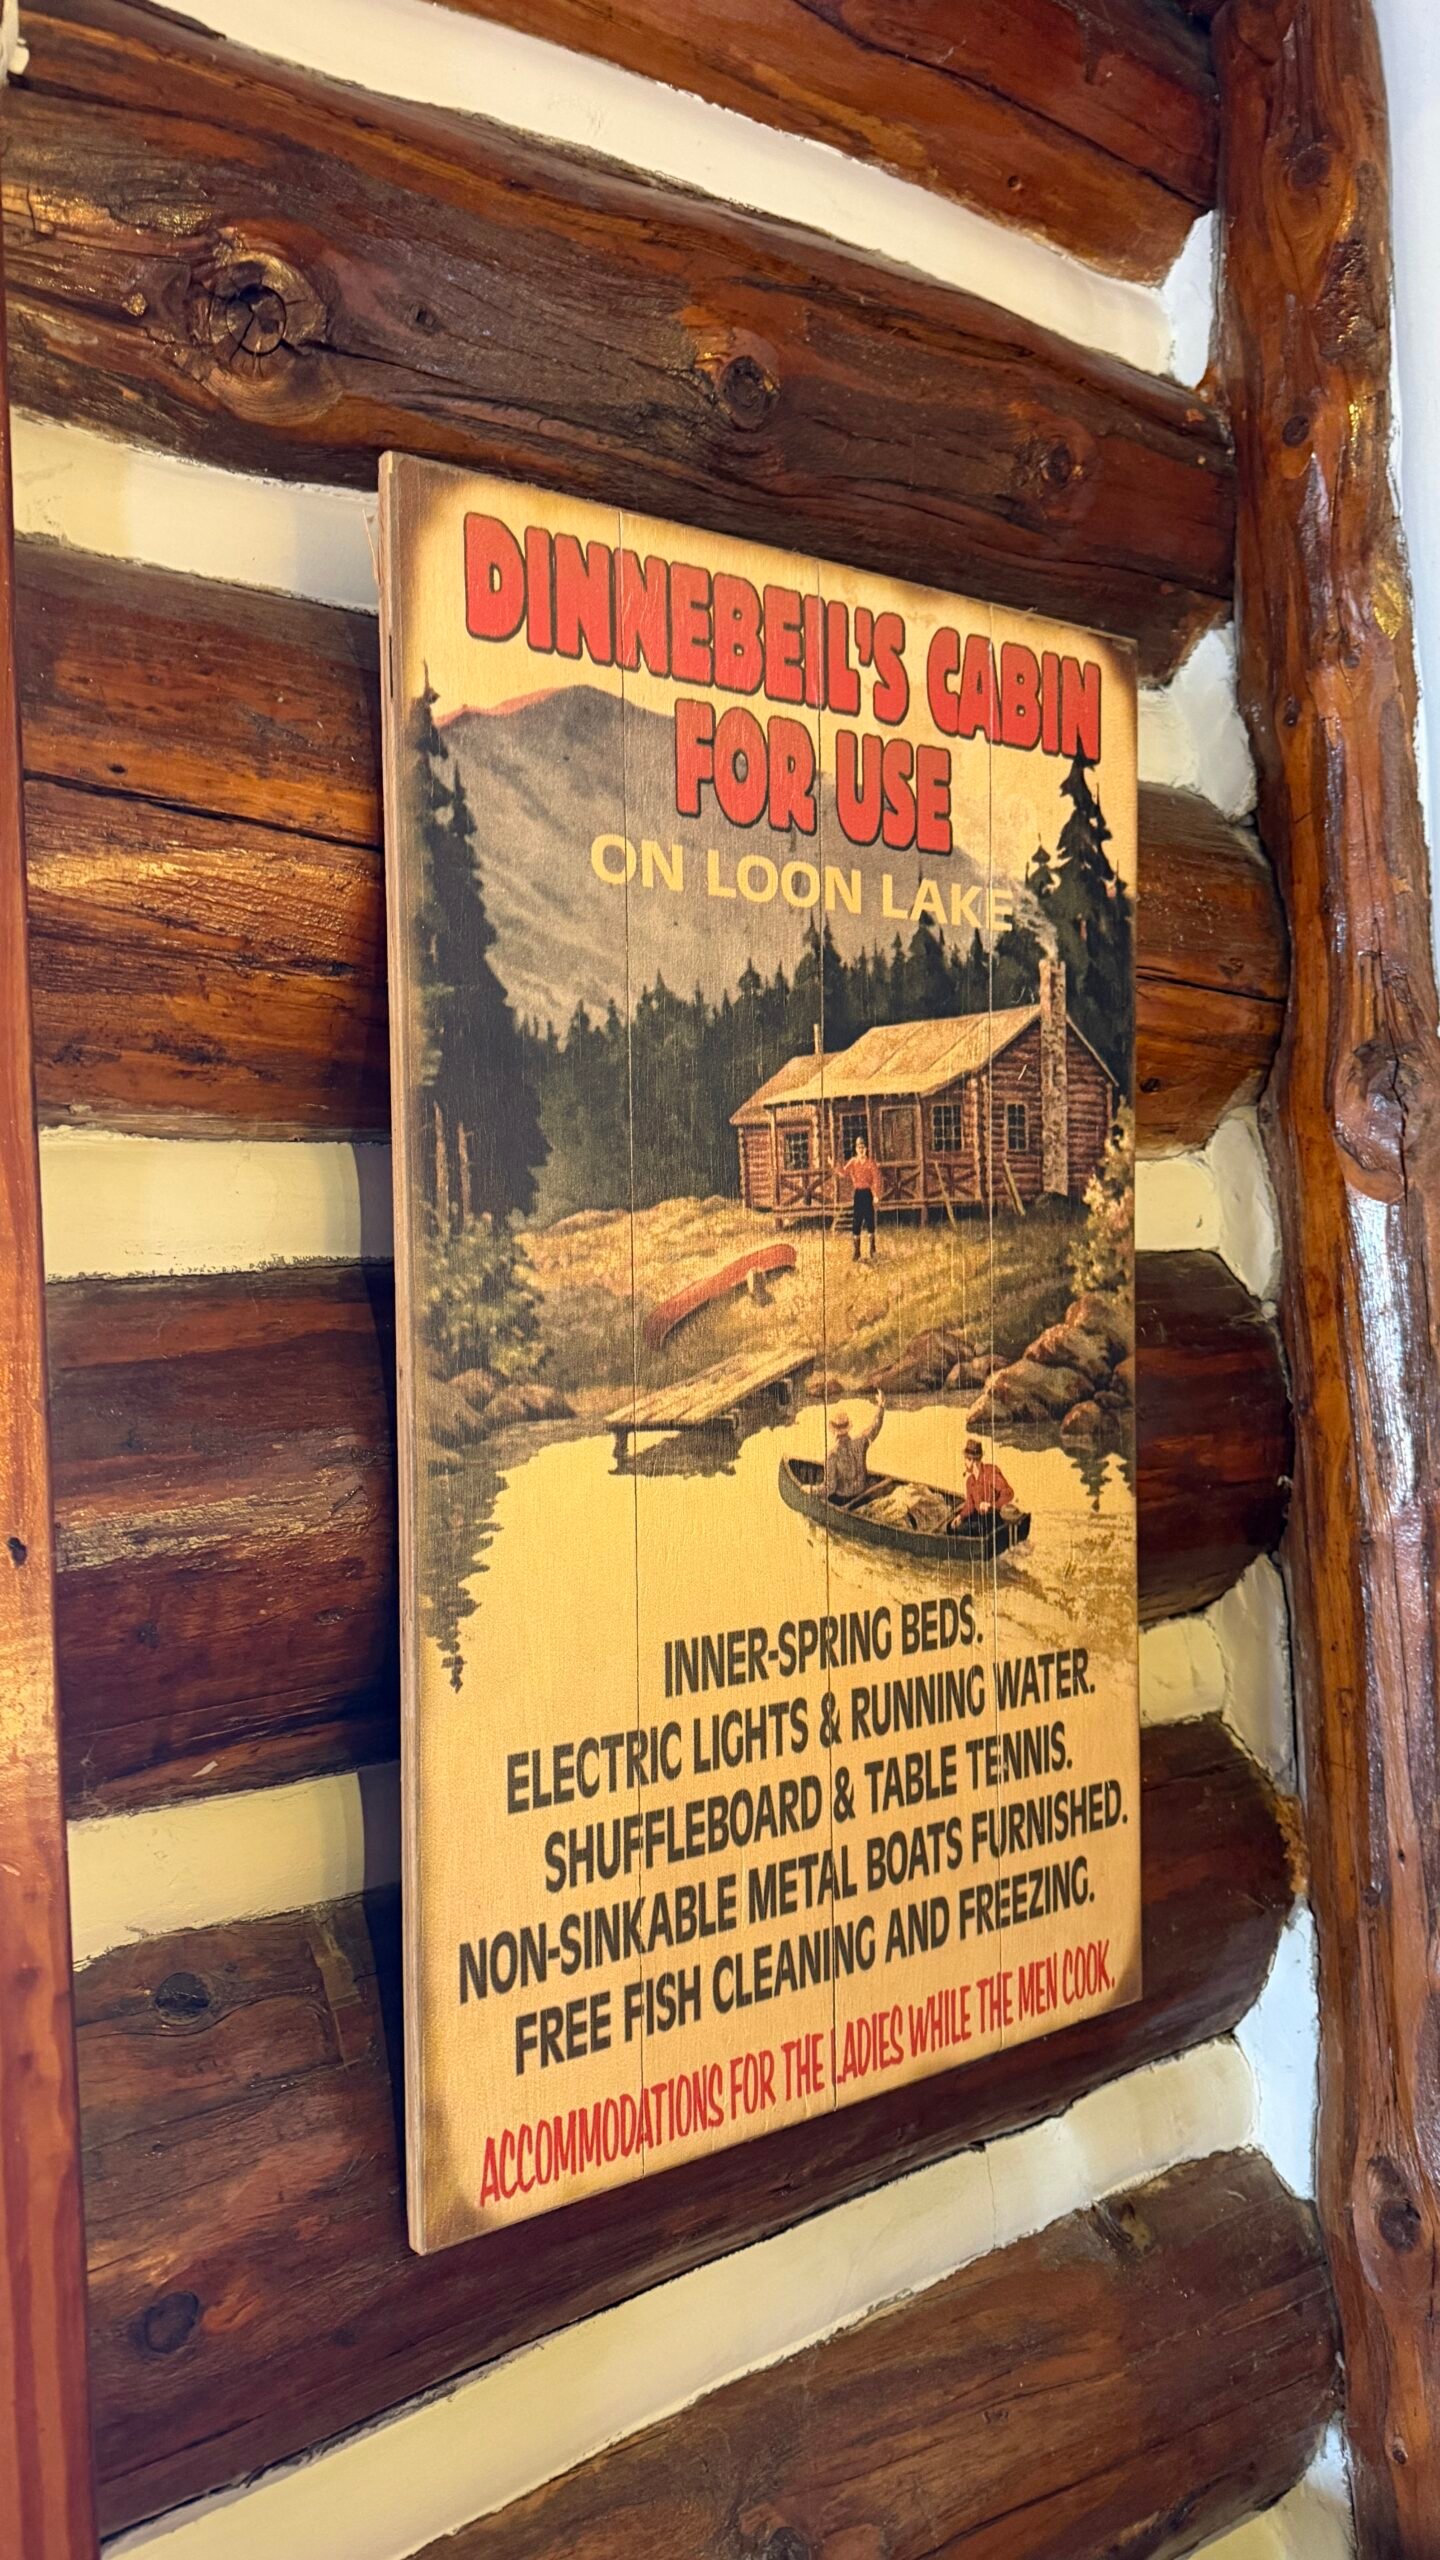 DINNEBEIL'S CABIN
FOR USE
ON LOON LAKE
INNER-SPRING BEDS.
ELECTRIC LIGHTS & RUNNING WATER.
SHUFFLEBOARD & TABLE TENNIS.
NON-SINKABLE METAL BOATS FURNISHED.
FREE FISH CLEANING AND FREEZING.
ACCOMMODATIONS FOR THE LADIES WHILE THE MEN COOK.